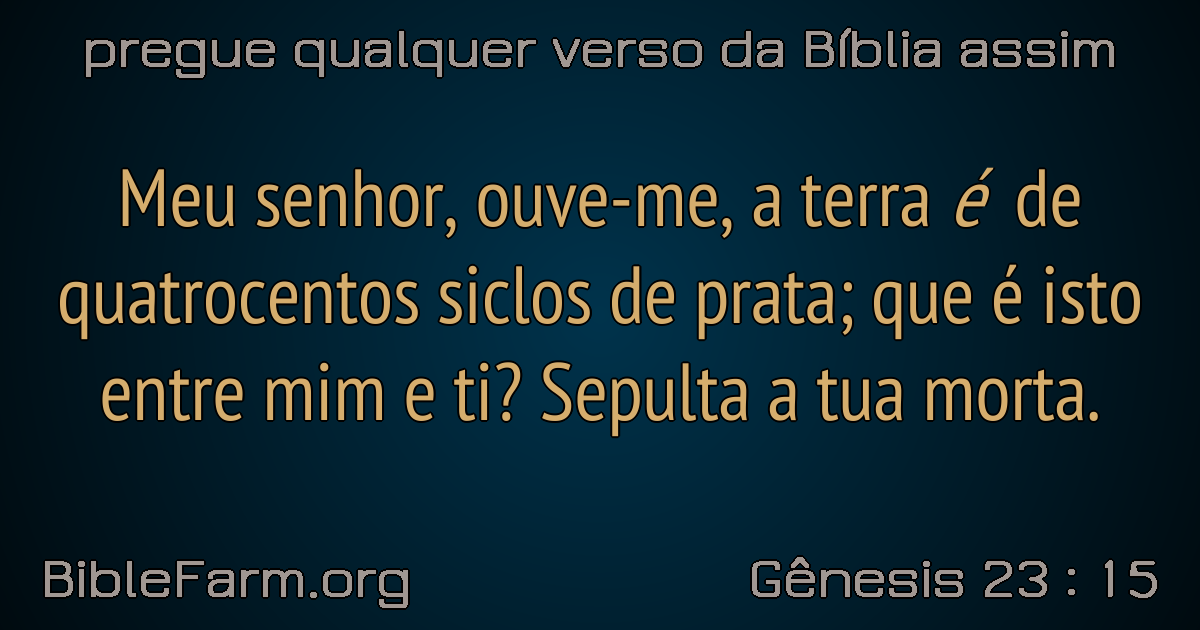 pregue qualquer verso da Bíblia assim
Meu senhor, ouve-me, a terra é de
quatrocentos siclos de prata; que é isto
entre mim e ti? Sepulta a tua morta.
BibleFarm.org
Gênesis 23 : 15